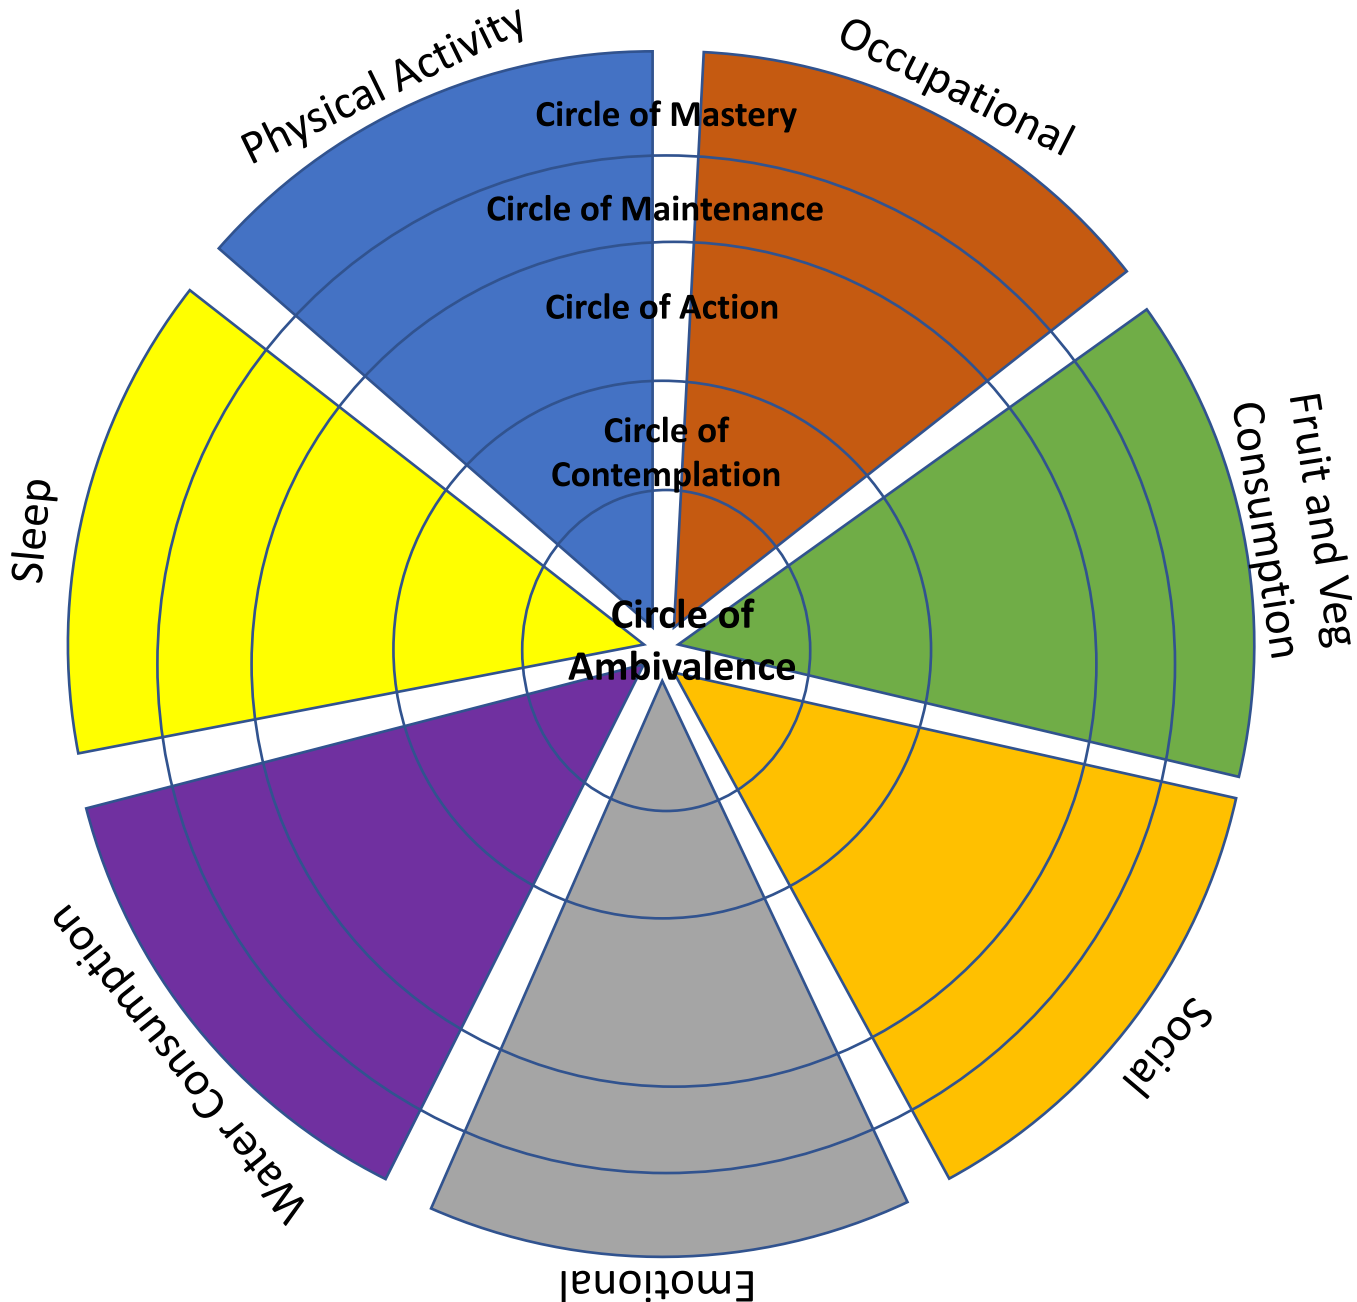 Physical Activity
Occupational
Circle of Mastery
Circle of Maintenance
Circle of Action
Circle of
Contemplation
Fruit and Veg
Consumption
Sleep
Circle of
Ambivalence
Water Consumption
Social
Emotional